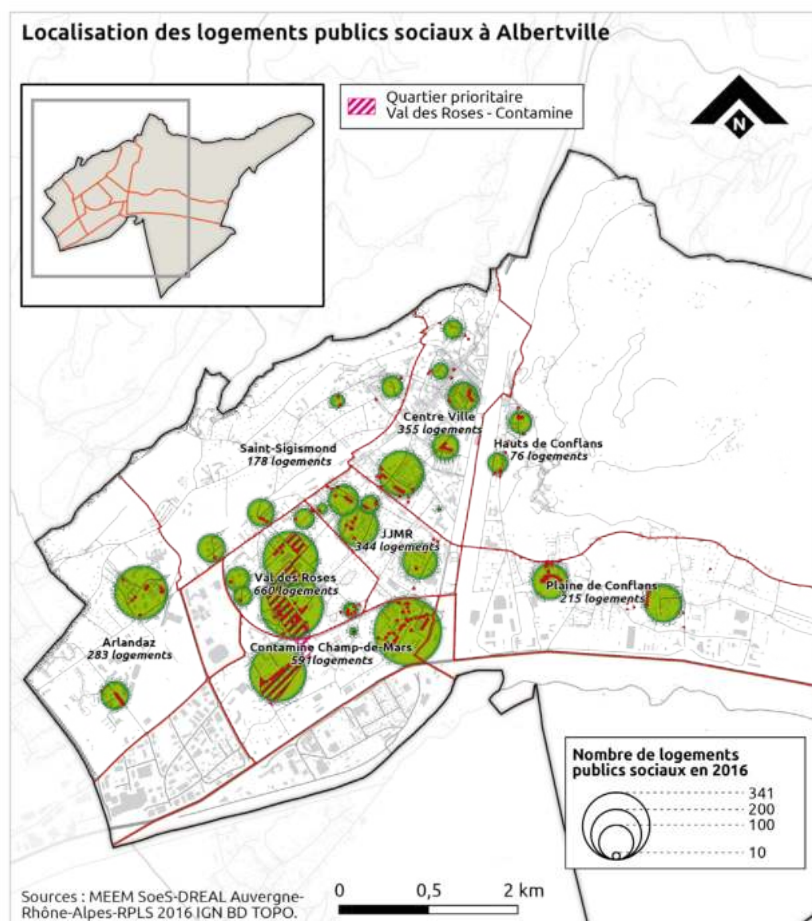 Localisation des logements publics sociaux à Albertville
Quartier prioritaire
Val des Roses - Contamine
N
Centre Ville
355 logements
Hauts de Conflans
76 logements
Saint-Sigismond
178 logements
JJMR
344 logements
Val des Roses
660 logements
Plaine de Conflans
215 logements
Arlandaz
283 logements
Contamine Champ-de-Mars
591logements
Nombre de logements
publics sociaux en 2016
341
200
100
10
Sources : MEEM SoeS-DREAL Auvergne-
Rhône-Alpes-RPLS 2016 IGN BD TOPO.
0 0,5 2 km